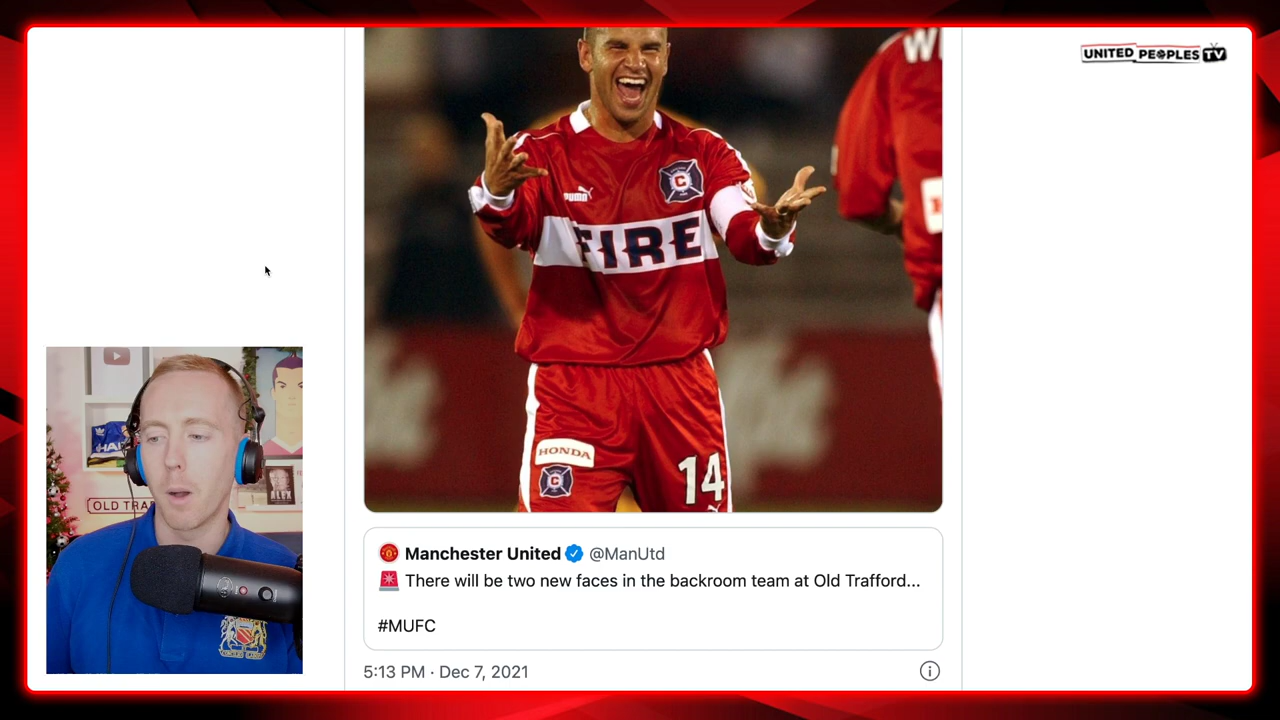 UNITED PEOPLES TV
W
C
PUMA
FIRE
HONDA
C
14
OLD TRA
ALEX
Manchester United @ManUtd
🚨 There will be two new faces in the backroom team at Old Trafford...
#MUFC
5:13 PM · Dec 7, 2021